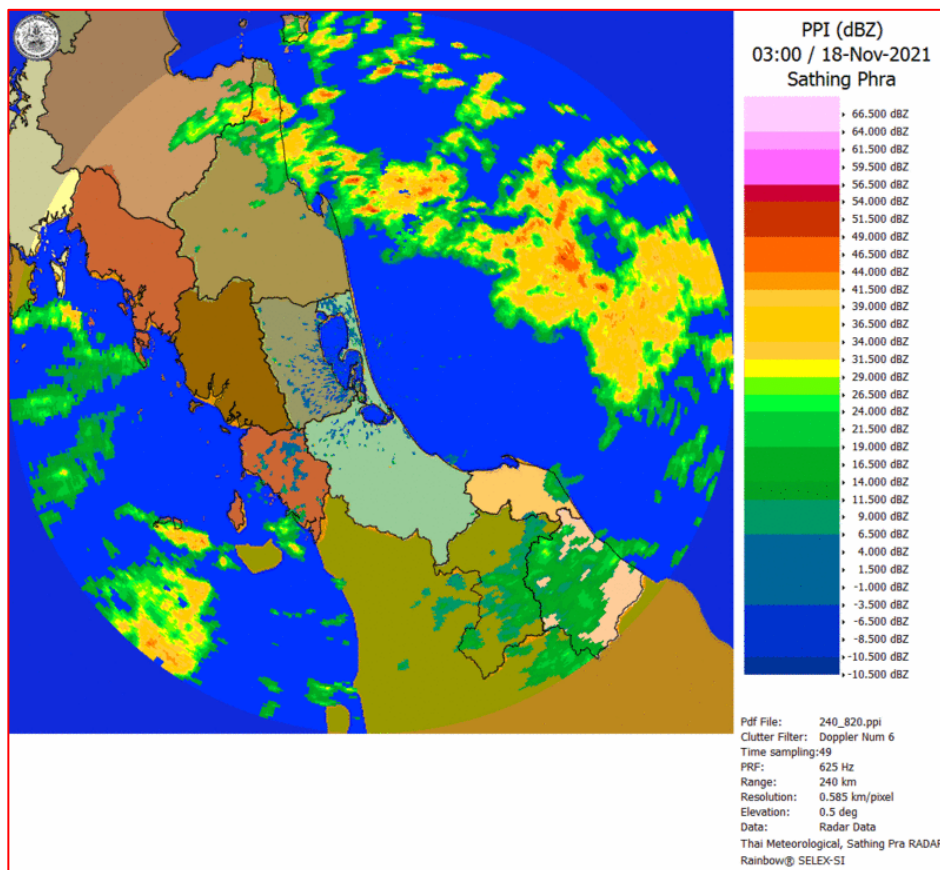 PPI (dBZ)
03:00 / 18-Nov-2021
Sathing Phra
66.500 dBZ
64.000 dBZ
61.500 dBZ
59.500 dBZ
56.500 dBZ
54.000 dBZ
51.500 dBZ
49.000 dBZ
46.500 dBZ
44.000 dBZ
41.500 dBZ
39.000 dBZ
36.500 dBZ
34.000 dBZ
31.500 dBZ
29.000 dBZ
26.500 dBZ
24.000 dBZ
21.500 dBZ
19.000 dBZ
16.500 dBZ
14.000 dBZ
11.500 dBZ
9.000 dBZ
6.500 dBZ
4.000 dBZ
1.500 dBZ
-1.000 dBZ
-3.500 dBZ
-6.500 dBZ
-8.500 dBZ
-10.500 dBZ
-10.500 dBZ
Pdf File: 240_820.ppi
Clutter Filter: Doppler Num 6
Time sampling:49
PRF: 625 Hz
Range: 240 km
Resolution: 0.585 km/pixel
Elevation: 0.5 deg
Data: Radar Data
Thai Meteorological, Sathing Pra RADAR
Rainbow® SELEX-SI